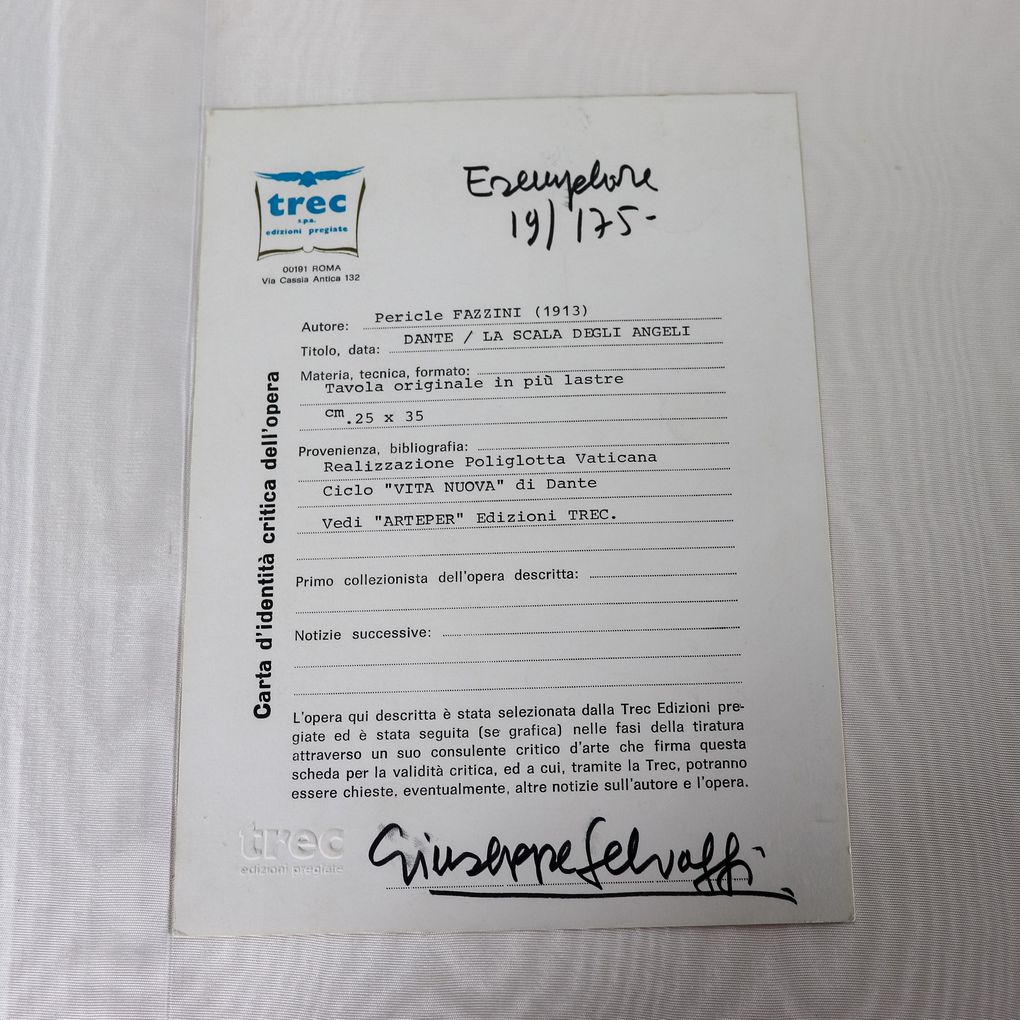 trec
s.p.a.
edizioni pregiate
00191 ROMA
Via Cassia Antica 132
Esemplare
19/175-
Carta d'identità critica dell'opera
Autore: Pericle FAZZINI (1913)
Titolo, data: DANTE / LA SCALA DEGLI ANGELI
Materia, tecnica, formato:
Tavola originale in più lastre
cm.25 x 35
Provenienza, bibliografia:
Realizzazione Poliglotta Vaticana
Ciclo "VITA NUOVA" di Dante
Vedi "ARTEPER" Edizioni TREC.
Primo collezionista dell'opera descritta:
Notizie successive:
L'opera qui descritta è stata selezionata dalla Trec Edizioni pre-
giate ed è stata seguita (se grafica) nelle fasi della tiratura
attraverso un suo consulente critico d'arte che firma questa
scheda per la validità critica, ed a cui, tramite la Trec, potranno
essere chieste, eventualmente, altre notizie sull'autore e l'opera.
trec
edizioni pregiate
Giuseppe Selvaggi